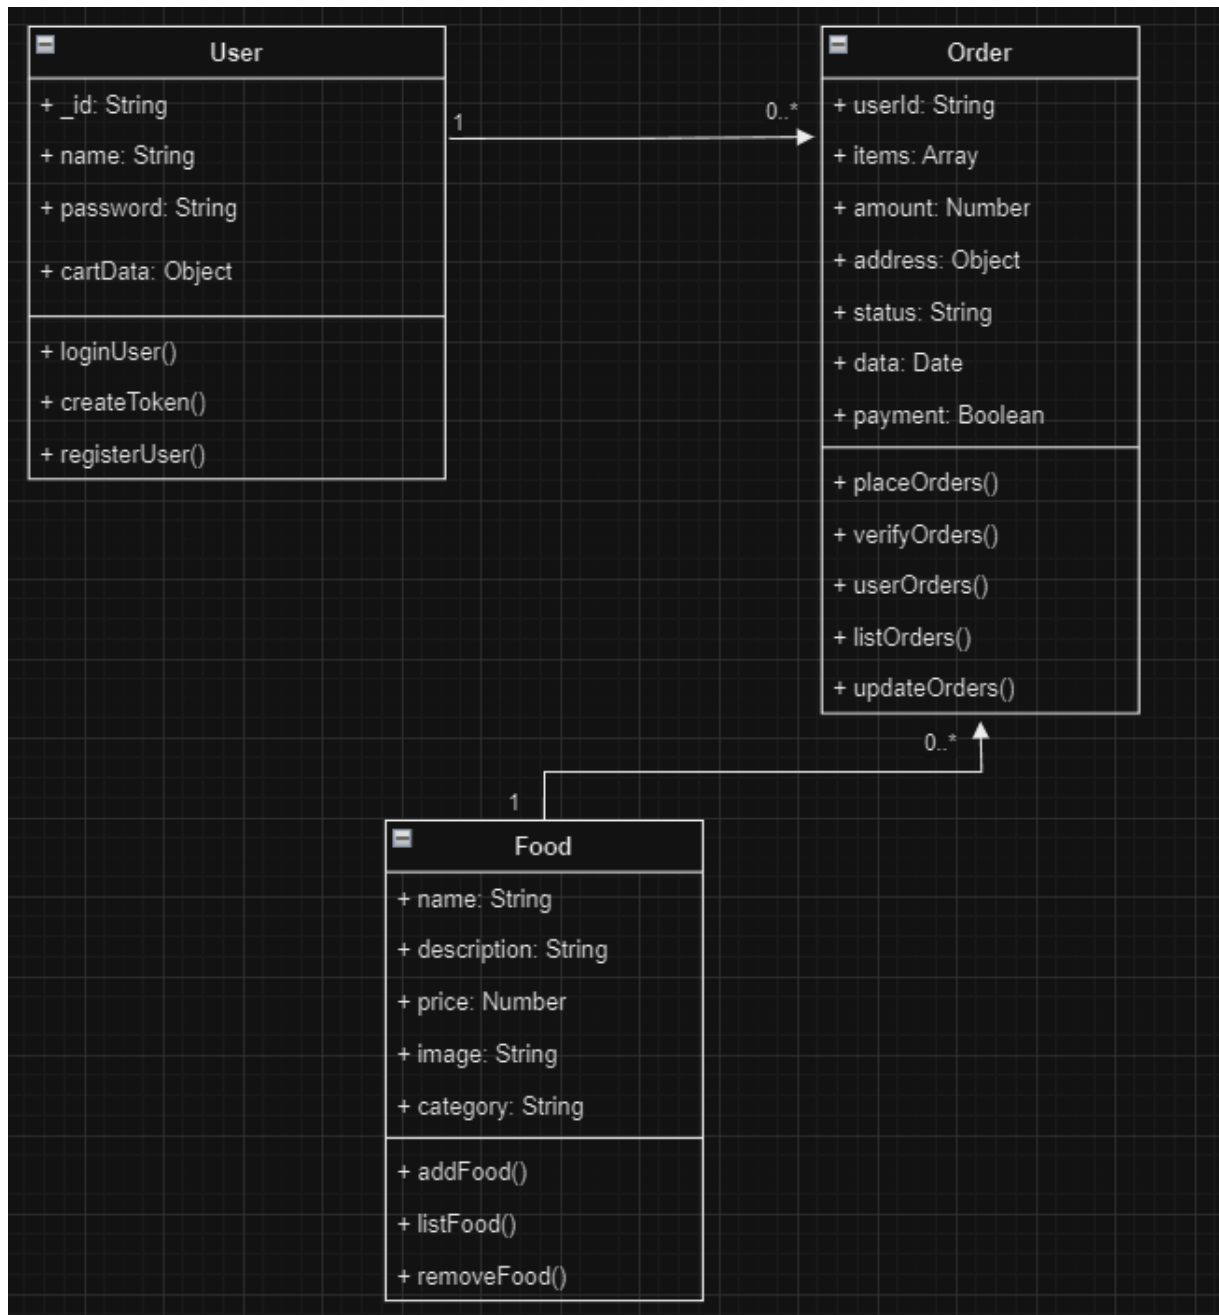 User
+ _id: String
+ name: String
+ password: String
+ cartData: Object
+ loginUser()
+ createToken()
+ registerUser()
1
0..*
Order
+ userId: String
+ items: Array
+ amount: Number
+ address: Object
+ status: String
+ data: Date
+ payment: Boolean
+ placeOrders()
+ verifyOrders()
+ userOrders()
+ listOrders()
+ updateOrders()
0..*
1
Food
+ name: String
+ description: String
+ price: Number
+ image: String
+ category: String
+ addFood()
+ listFood()
+ removeFood()